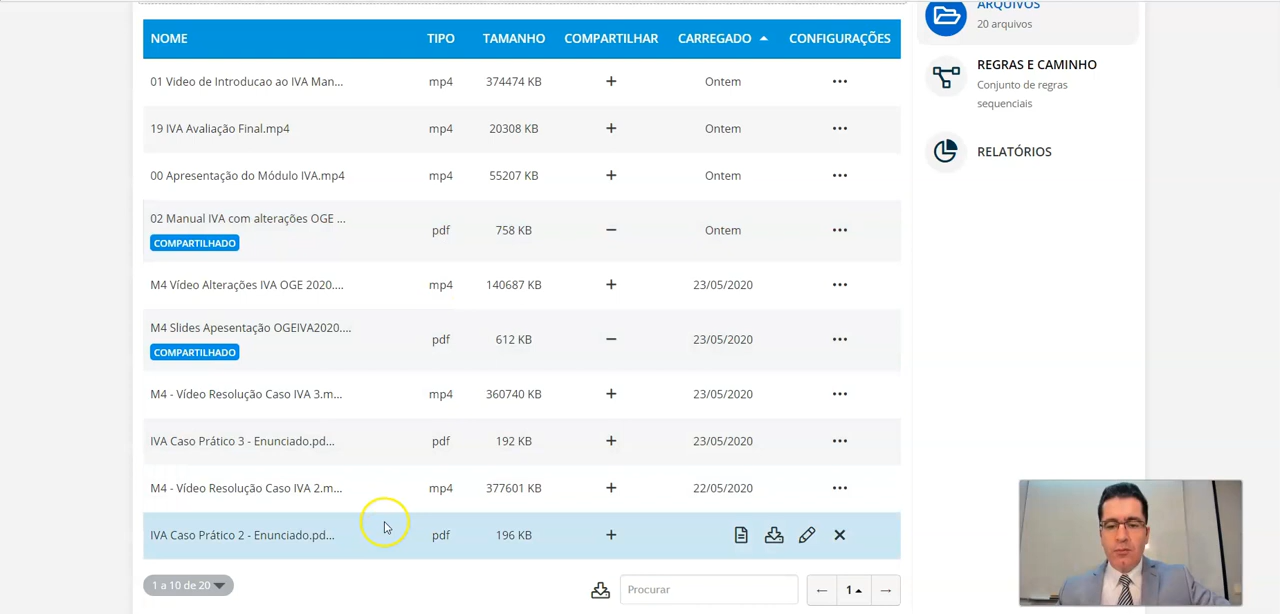 ARQUIVOS
20 arquivos
NOME TIPO TAMANHO COMPARTILHAR CARREGADO CONFIGURAÇÕES
01 Video de Introducao ao IVA Man... mp4 374474 KB + Ontem ...
19 IVA Avaliação Final.mp4 mp4 20308 KB + Ontem ...
00 Apresentação do Módulo IVA.mp4 mp4 55207 KB + Ontem ...
02 Manual IVA com alterações OGE ... pdf 758 KB − Ontem ...
COMPARTILHADO
M4 Vídeo Alterações IVA OGE 2020.... mp4 140687 KB + 23/05/2020 ...
M4 Slides Apesentação OGEIVA2020.... pdf 612 KB − 23/05/2020 ...
COMPARTILHADO
M4 - Vídeo Resolução Caso IVA 3.m... mp4 360740 KB + 23/05/2020 ...
IVA Caso Prático 3 - Enunciado.pd... pdf 192 KB + 23/05/2020 ...
M4 - Vídeo Resolução Caso IVA 2.m... mp4 377601 KB + 22/05/2020 ...
IVA Caso Prático 2 - Enunciado.pd... pdf 196 KB +
1 a 10 de 20
Procurar
← 1 →
REGRAS E CAMINHO
Conjunto de regras
sequenciais
RELATÓRIOS